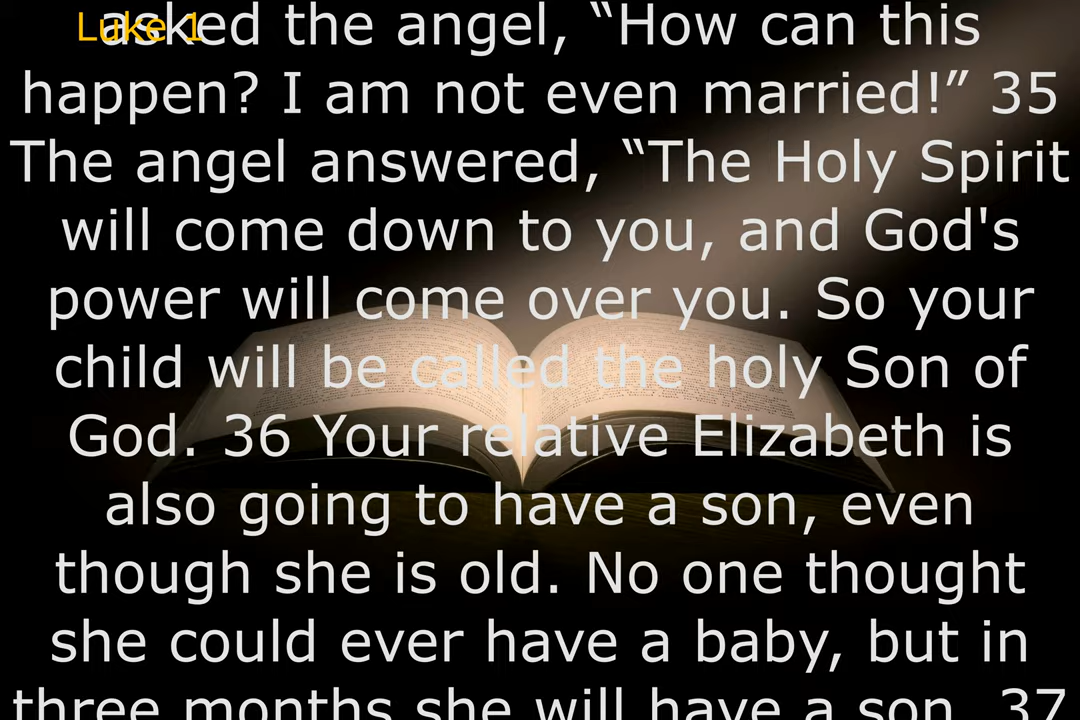 Luke 1
asked the angel, “How can this
happen? I am not even married!” 35
The angel answered, “The Holy Spirit
will come down to you, and God's
power will come over you. So your
child will be called the holy Son of
God. 36 Your relative Elizabeth is
also going to have a son, even
though she is old. No one thought
she could ever have a baby, but in
three months she will have a son. 37